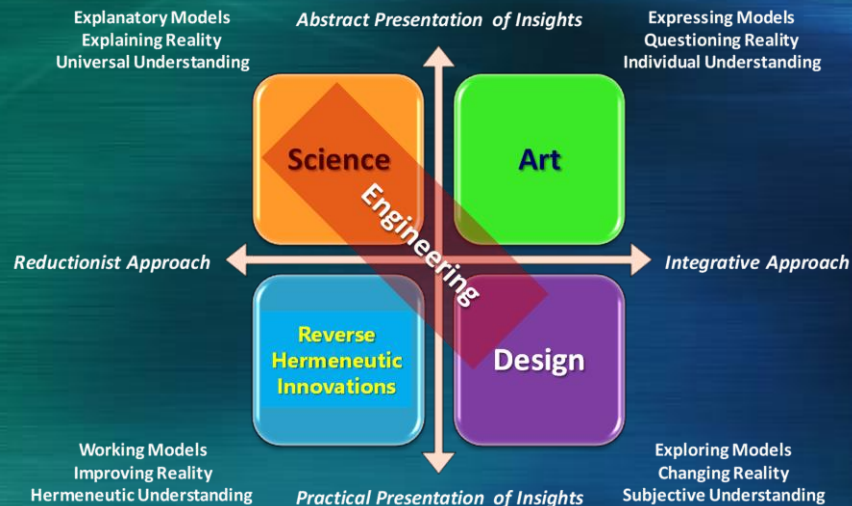 Explanatory Models
Explaining Reality
Universal Understanding
Abstract Presentation of Insights
Expressing Models
Questioning Reality
Individual Understanding
Science
Art
Engineering
Reductionist Approach
Integrative Approach
Reverse
Hermeneutic
Innovations
Design
Working Models
Improving Reality
Hermeneutic Understanding
Practical Presentation of Insights
Exploring Models
Changing Reality
Subjective Understanding